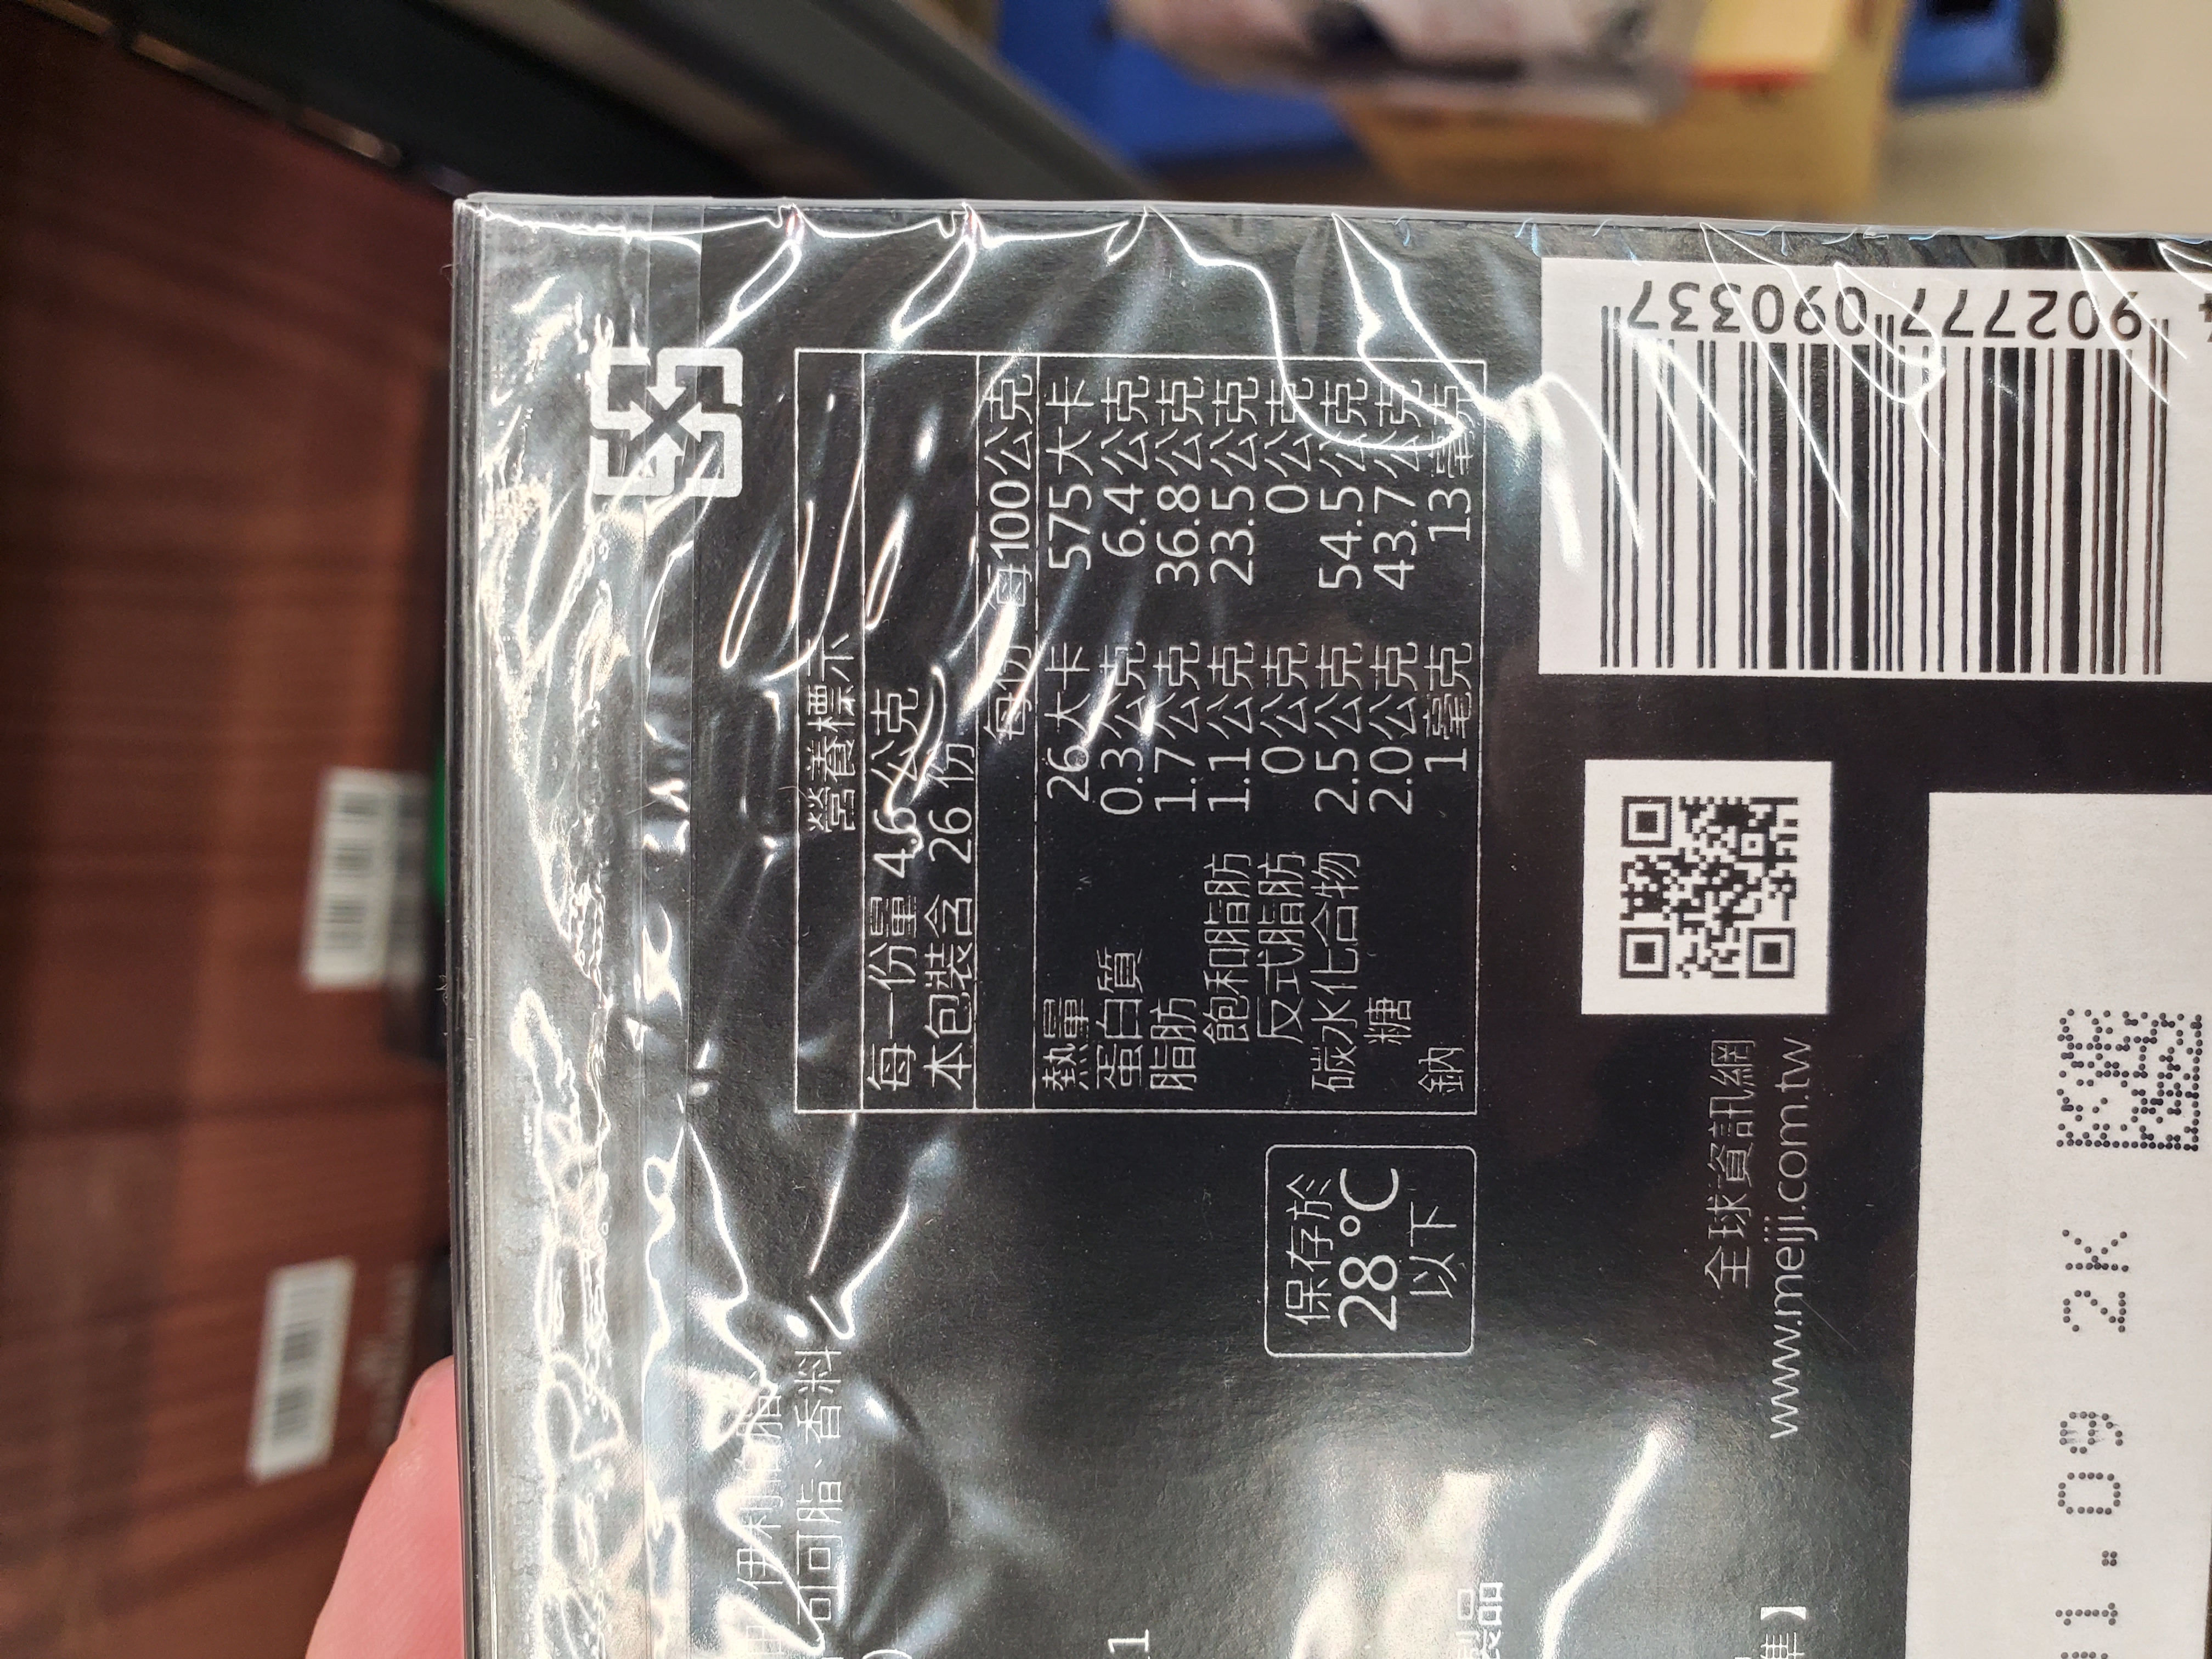 伊利伯脂、
可可脂、香料
營養標示
每一份量 4.6 公克
本包裝含 26 份
每份 每100公克
熱量 26大卡 575大卡
蛋白質 0.3公克 6.4公克
脂肪 1.7公克 36.8公克
飽和脂肪 1.1公克 23.5公克
反式脂肪 0公克 0公克
碳水化合物 2.5公克 54.5公克
糖 2.0公克 43.7公克
鈉 1毫克 13毫克
保存於
28℃
以下
製品
全球資訊網
www.meiji.com.tw
準】
01.09 2K
4 902777 090337